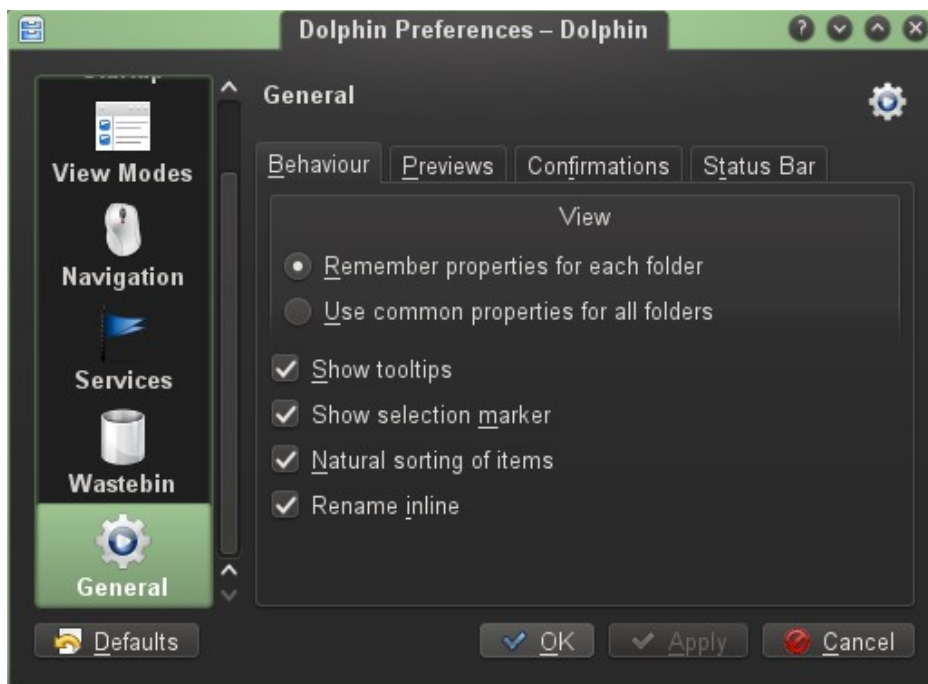 Dolphin Preferences – Dolphin
General
View Modes
Navigation
Services
Wastebin
General
Behaviour
Previews
Confirmations
Status Bar
View
Remember properties for each folder
Use common properties for all folders
Show tooltips
Show selection marker
Natural sorting of items
Rename inline
Defaults
OK
Apply
Cancel